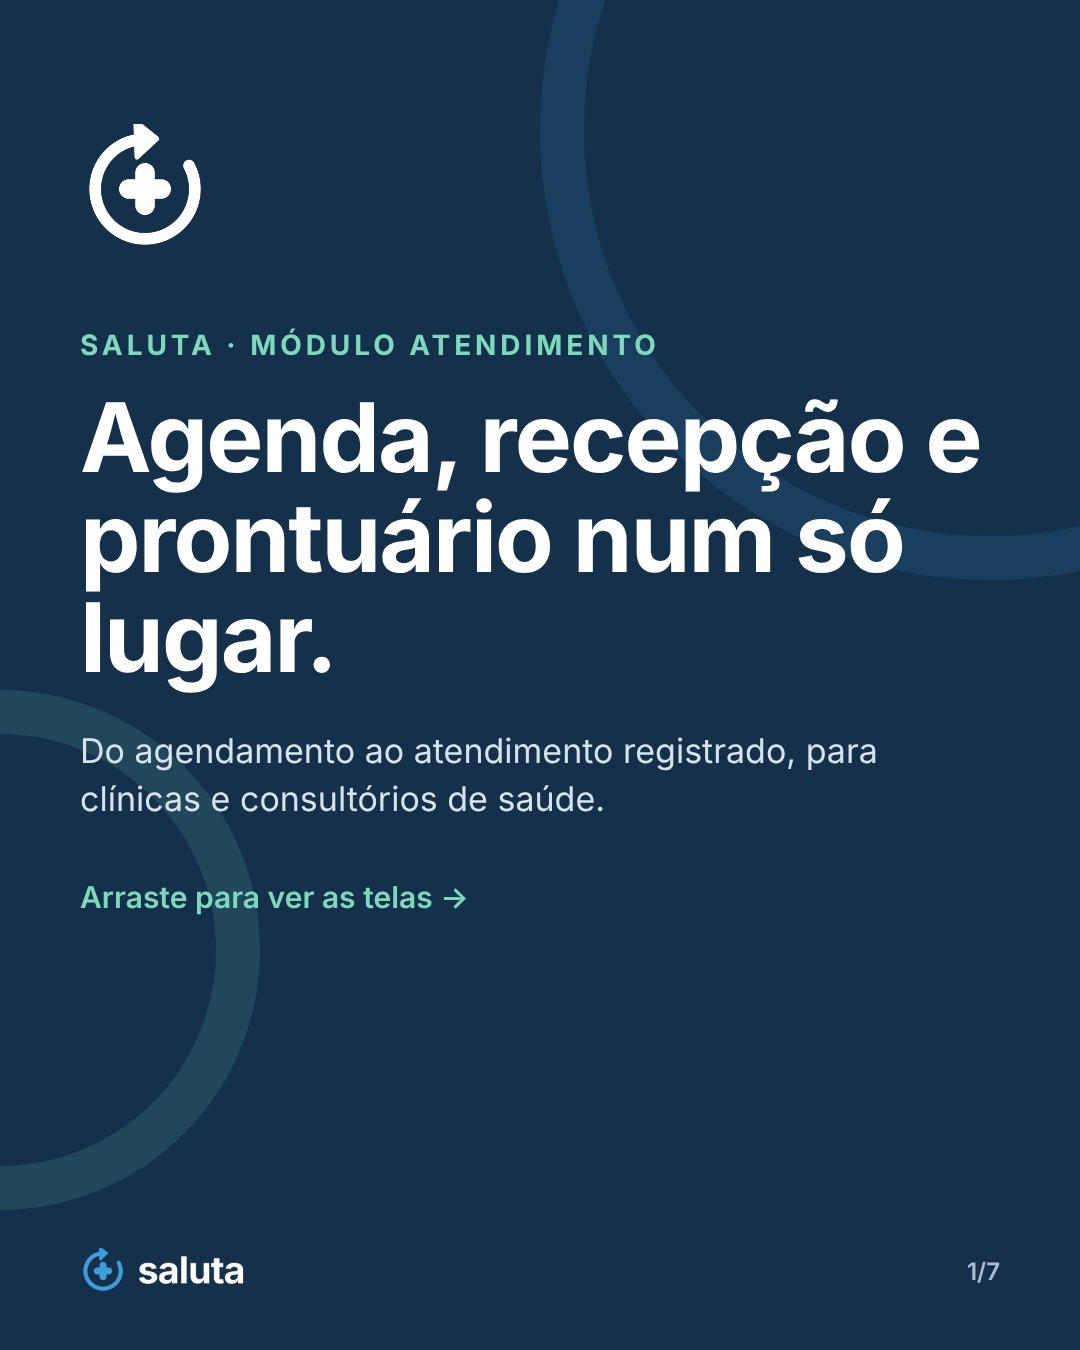 SALUTA · MÓDULO ATENDIMENTO
Agenda, recepção e
prontuário num só
lugar.
Do agendamento ao atendimento registrado, para
clínicas e consultórios de saúde.
Arraste para ver as telas →
saluta
1/7